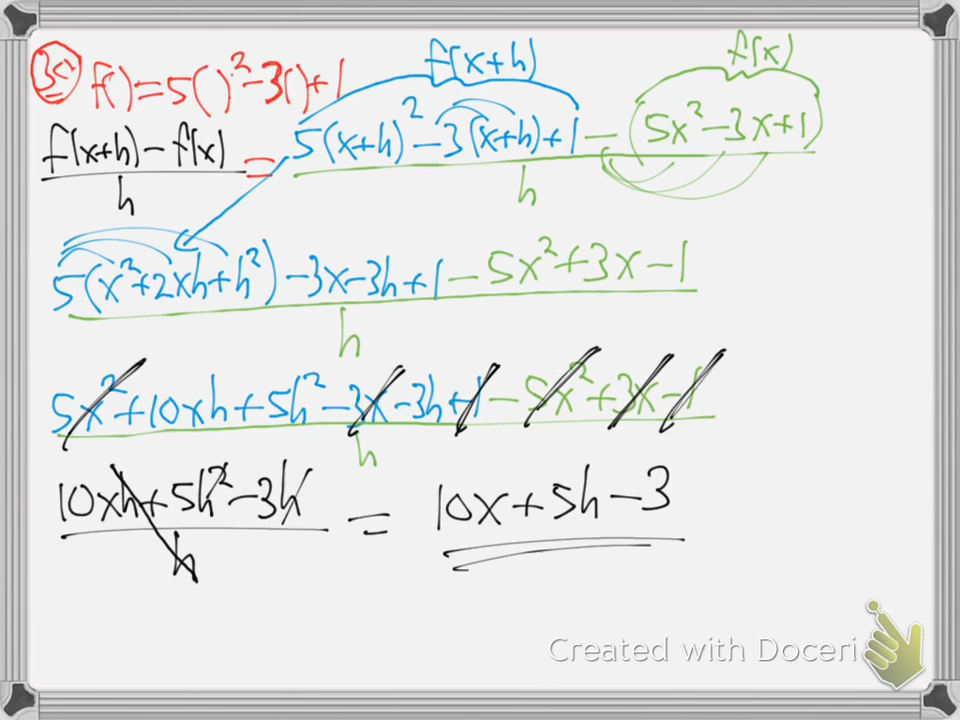 3c f( ) = 5( )² - 3( ) + 1
f(x+h) f(x)
f(x+h) - f(x) / h = 5(x+h)² - 3(x+h) + 1 - (5x² - 3x + 1) / h
5(x² + 2xh + h²) - 3x - 3h + 1 - 5x² + 3x - 1 / h
5x² + 10xh + 5h² - 3x - 3h + 1 - 5x² + 3x - 1 / h
10xh + 5h² - 3h / h = 10x + 5h - 3
Created with Doceri